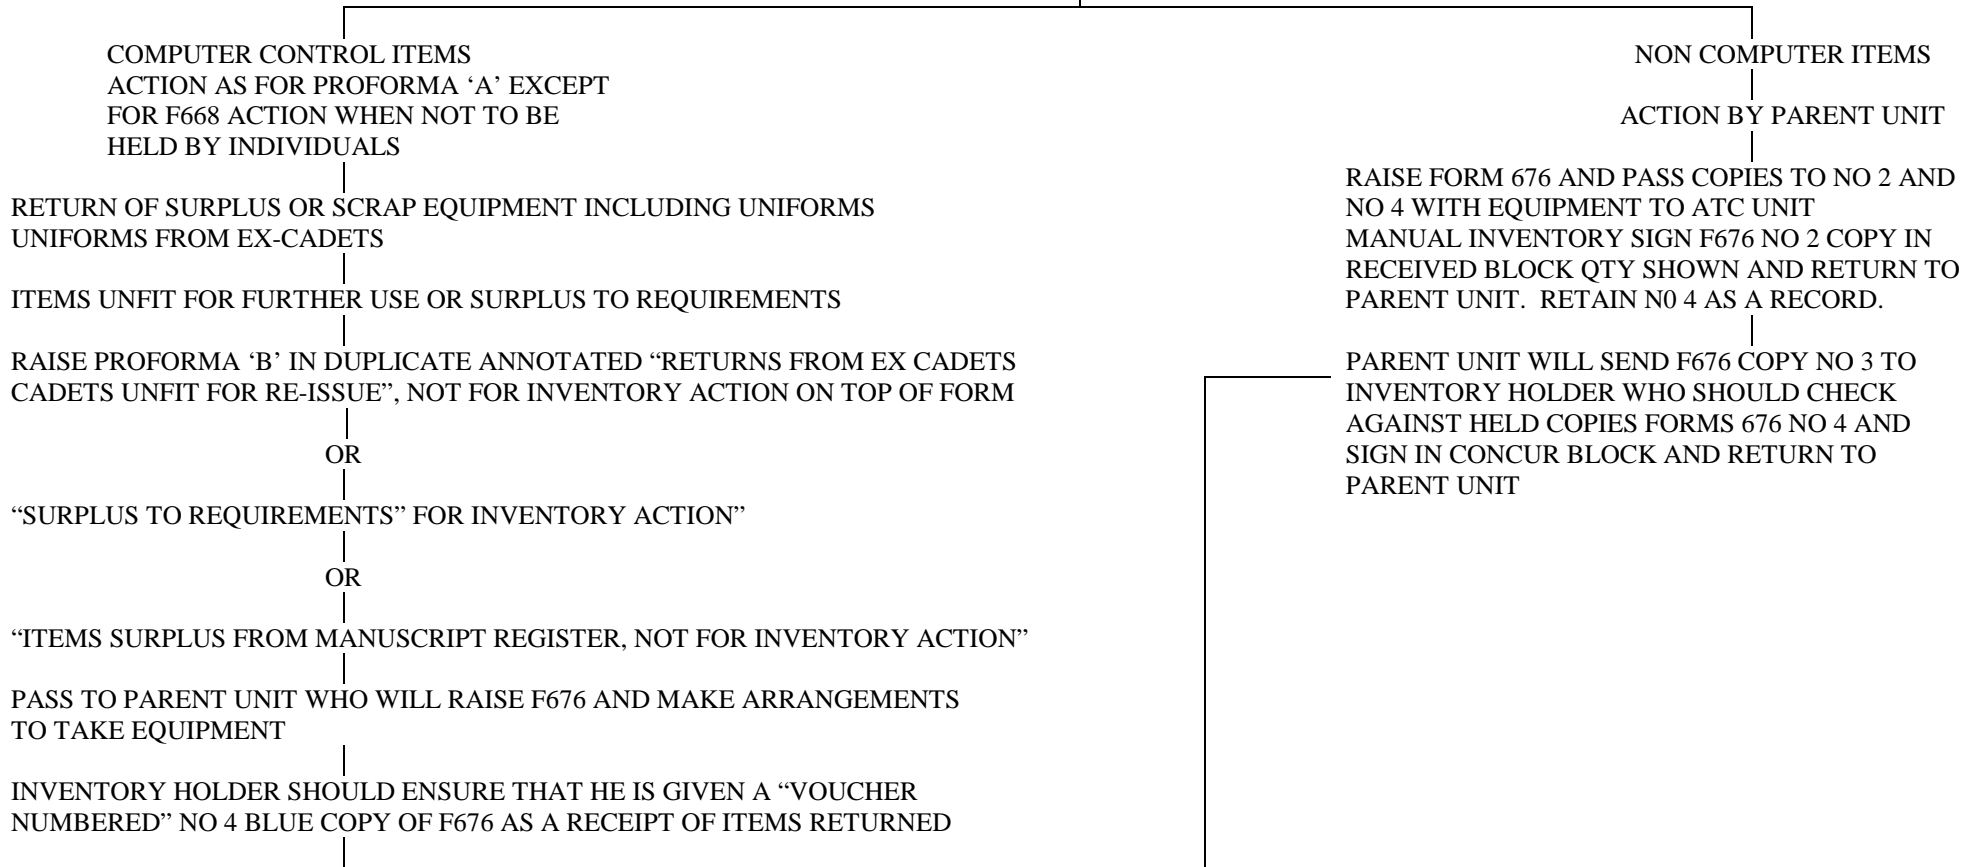 COMPUTER CONTROL ITEMS
ACTION AS FOR PROFORMA ‘A’ EXCEPT
FOR F668 ACTION WHEN NOT TO BE
HELD BY INDIVIDUALS
RETURN OF SURPLUS OR SCRAP EQUIPMENT INCLUDING UNIFORMS
UNIFORMS FROM EX-CADETS
ITEMS UNFIT FOR FURTHER USE OR SURPLUS TO REQUIREMENTS
RAISE PROFORMA ‘B’ IN DUPLICATE ANNOTATED “RETURNS FROM EX CADETS
CADETS UNFIT FOR RE-ISSUE”, NOT FOR INVENTORY ACTION ON TOP OF FORM
OR
“SURPLUS TO REQUIREMENTS” FOR INVENTORY ACTION”
OR
“ITEMS SURPLUS FROM MANUSCRIPT REGISTER, NOT FOR INVENTORY ACTION”
PASS TO PARENT UNIT WHO WILL RAISE F676 AND MAKE ARRANGEMENTS
TO TAKE EQUIPMENT
INVENTORY HOLDER SHOULD ENSURE THAT HE IS GIVEN A “VOUCHER
NUMBERED” NO 4 BLUE COPY OF F676 AS A RECEIPT OF ITEMS RETURNED
NON COMPUTER ITEMS
ACTION BY PARENT UNIT
RAISE FORM 676 AND PASS COPIES TO NO 2 AND
NO 4 WITH EQUIPMENT TO ATC UNIT
MANUAL INVENTORY SIGN F676 NO 2 COPY IN
RECEIVED BLOCK QTY SHOWN AND RETURN TO
PARENT UNIT.  RETAIN N0 4 AS A RECORD.
PARENT UNIT WILL SEND F676 COPY NO 3 TO
INVENTORY HOLDER WHO SHOULD CHECK
AGAINST HELD COPIES FORMS 676 NO 4 AND
SIGN IN CONCUR BLOCK AND RETURN TO
PARENT UNIT